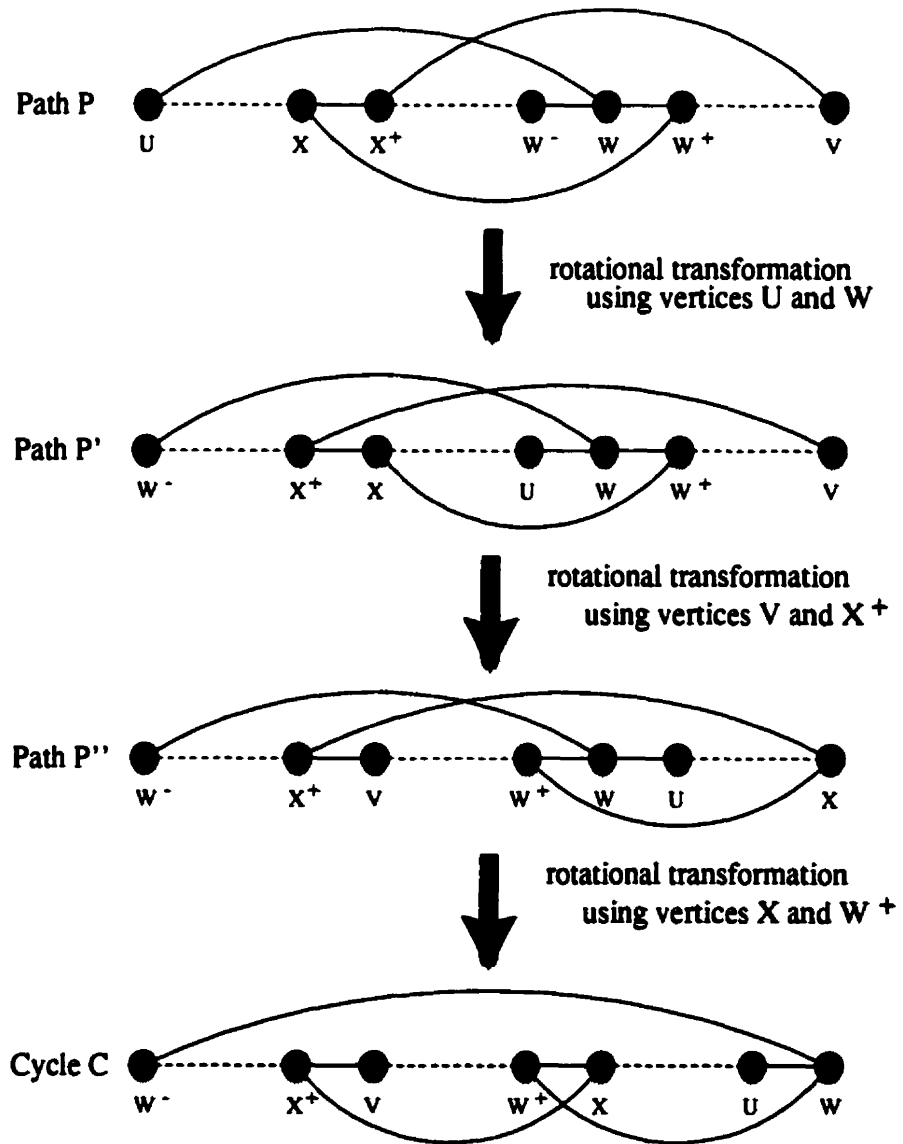 Path P
U X X+ W- W W+ V
rotational transformation
using vertices U and W
Path P'
W- X+ X U W W+ V
rotational transformation
using vertices V and X+
Path P''
W- X+ V W+ W U X
rotational transformation
using vertices X and W+
Cycle C
W- X+ V W+ X U W